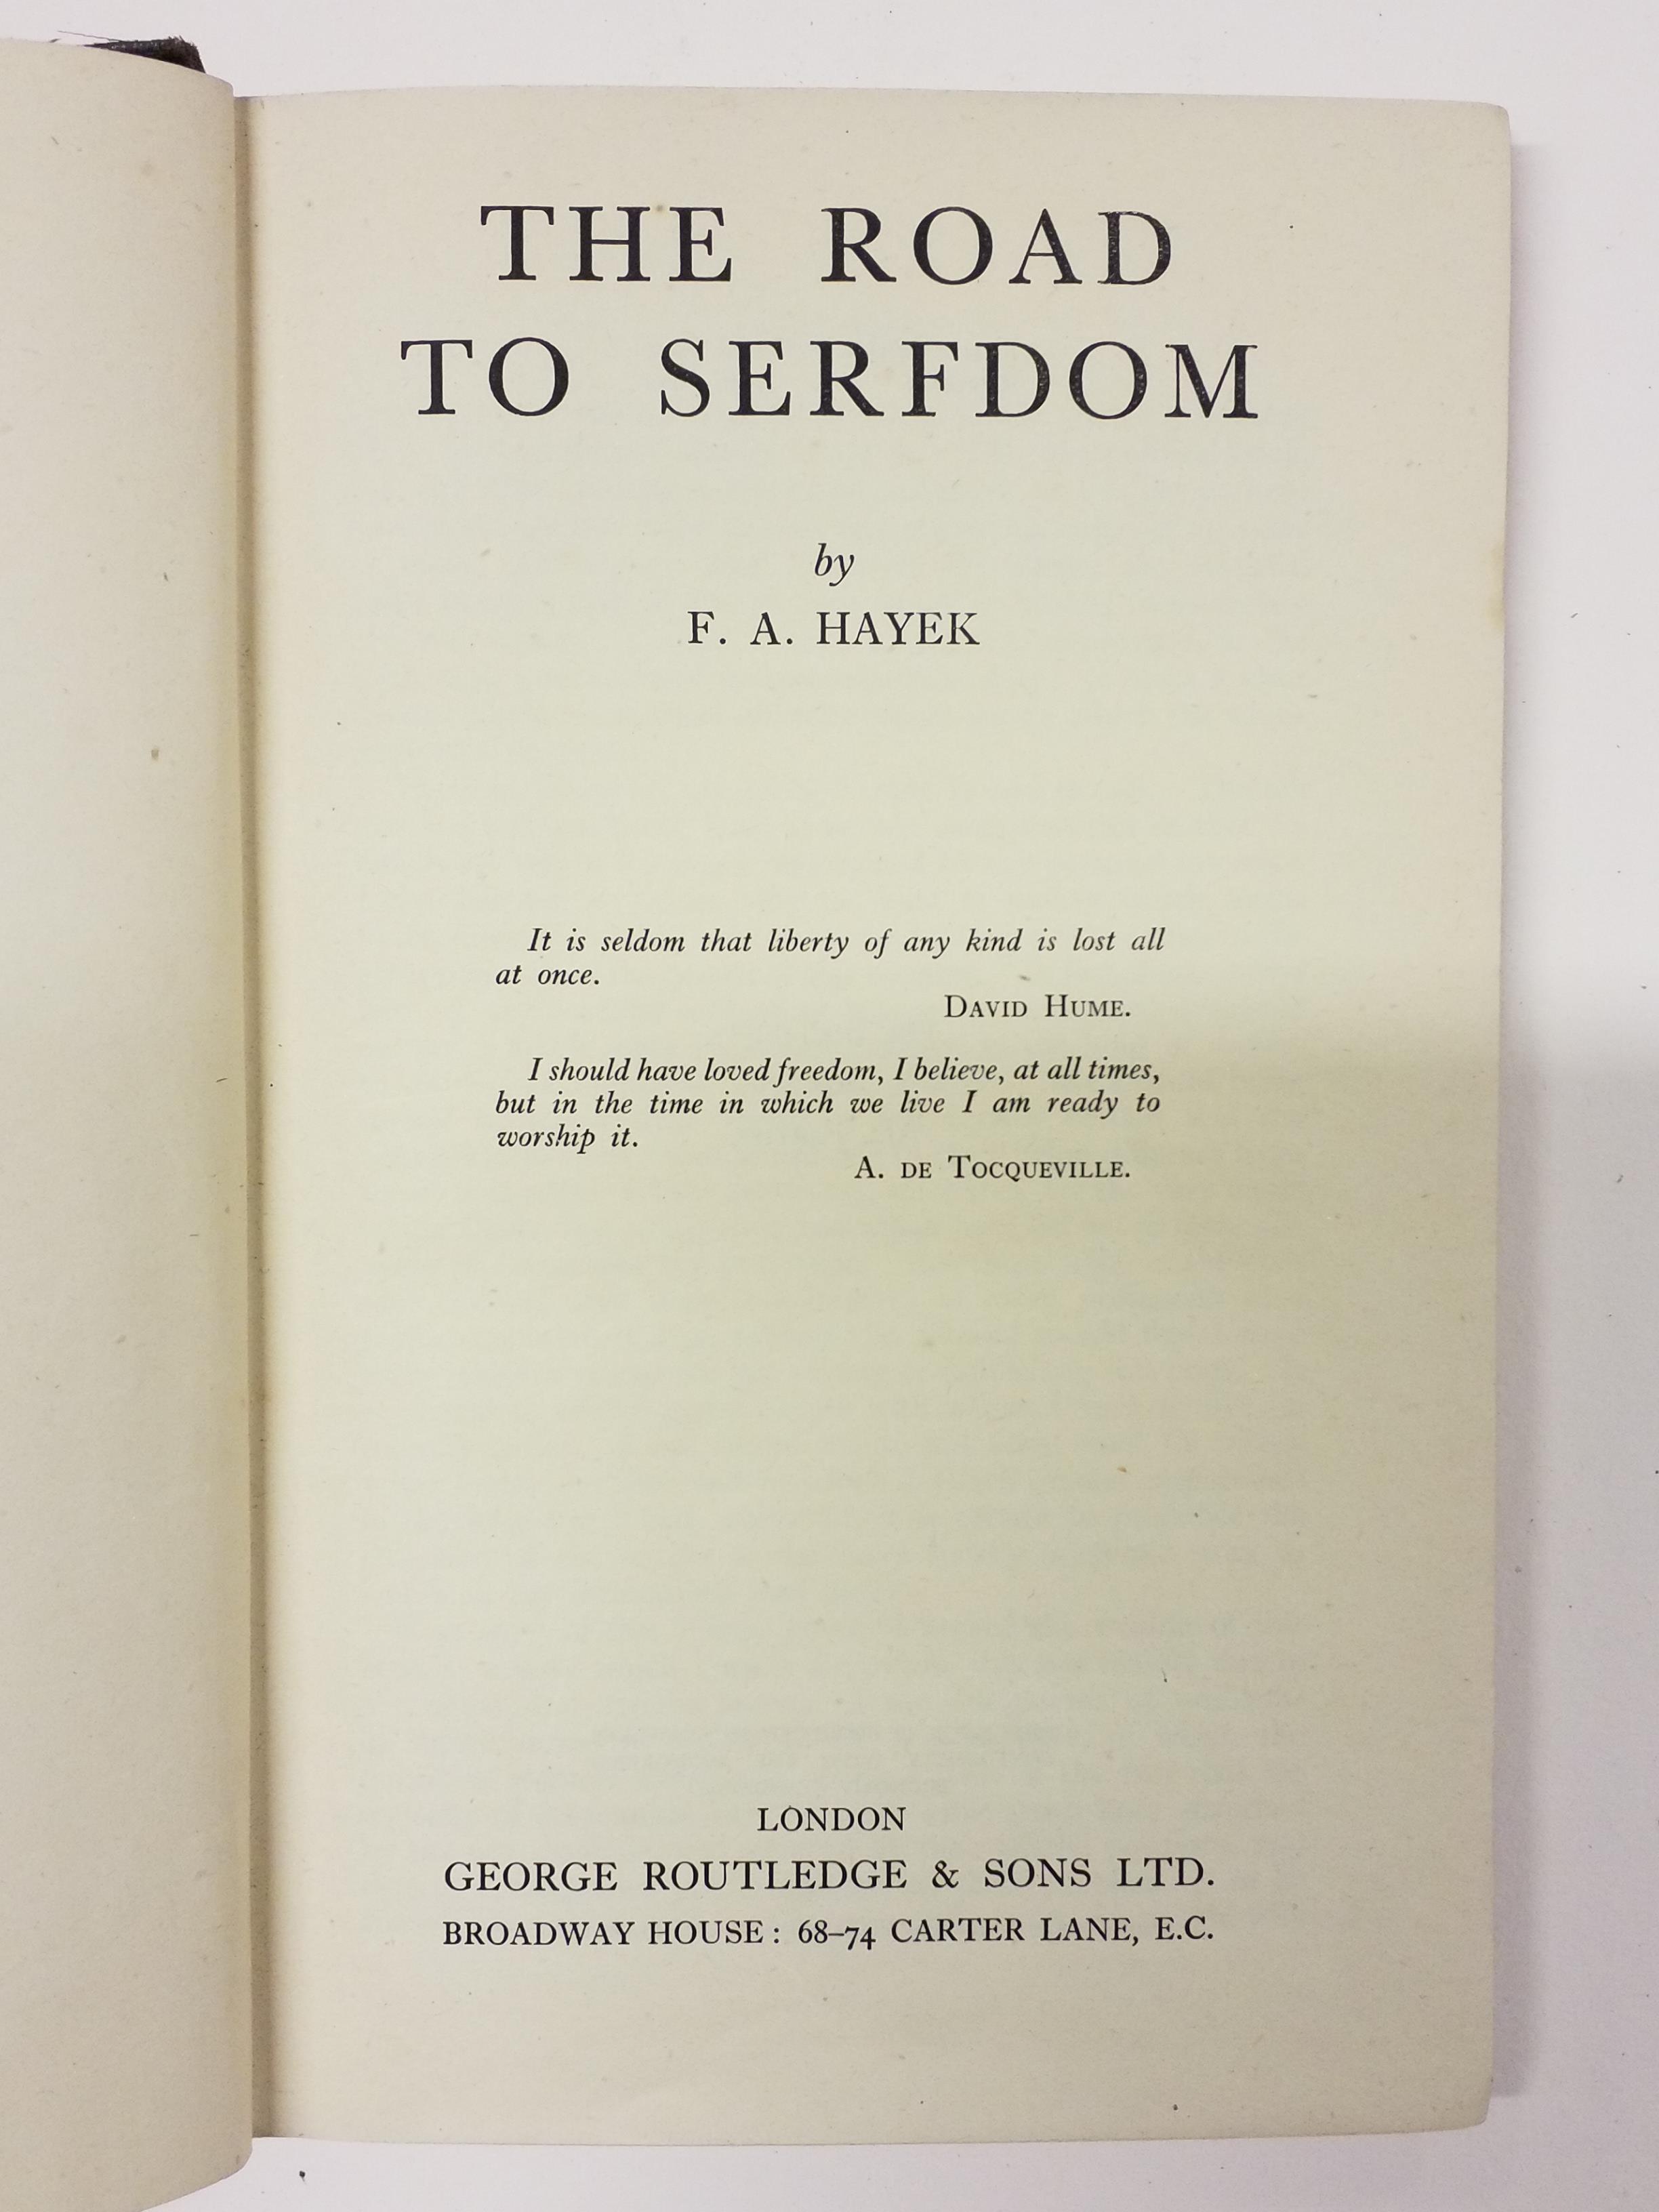 THE ROAD
TO SERFDOM
by
F. A. HAYEK
It is seldom that liberty of any kind is lost all
at once.
DAVID HUME.
I should have loved freedom, I believe, at all times,
but in the time in which we live I am ready to
worship it.
A. DE TOCQUEVILLE.
LONDON
GEORGE ROUTLEDGE & SONS LTD.
BROADWAY HOUSE: 68–74 CARTER LANE, E.C.